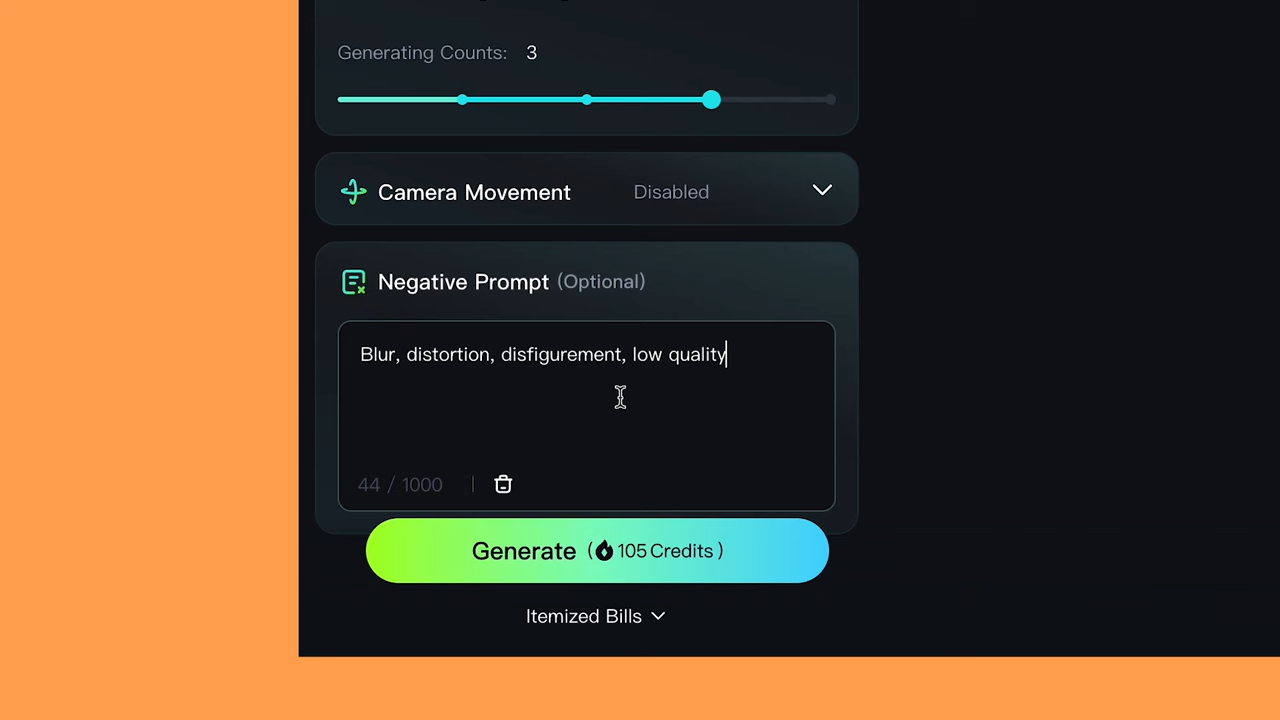 Generating Counts: 3
Camera Movement Disabled
Negative Prompt (Optional)
Blur, distortion, disfigurement, low quality
44 / 1000
Generate ( 105 Credits )
Itemized Bills